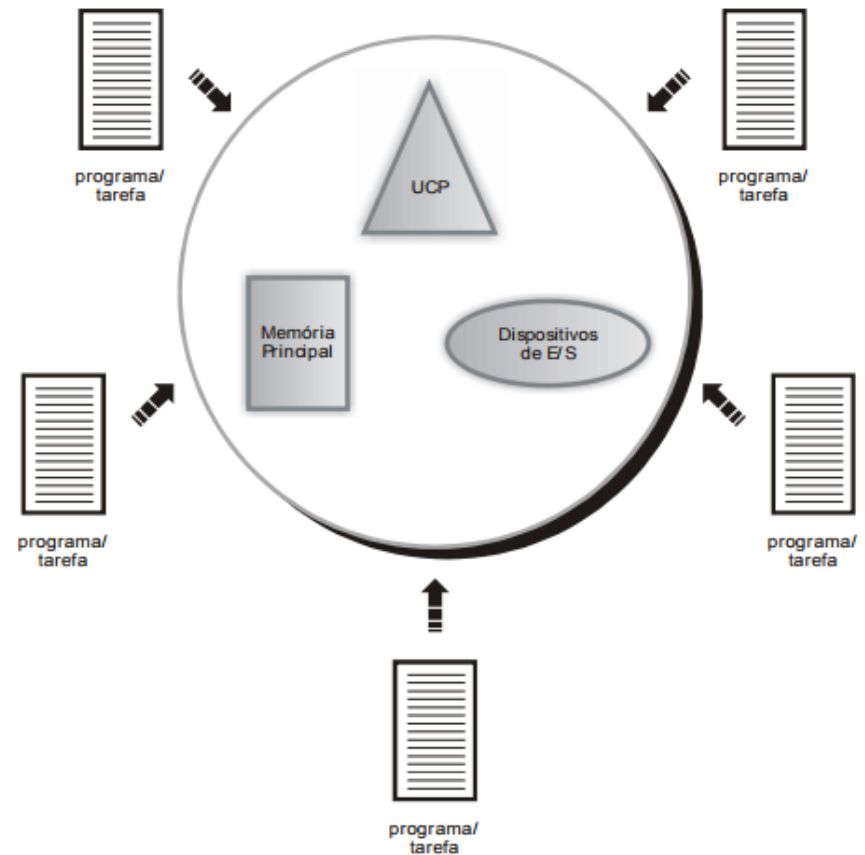 programa/
tarefa
programa/
tarefa
UCP
Memória
Principal
Dispositivos
de E/S
programa/
tarefa
programa/
tarefa
programa/
tarefa